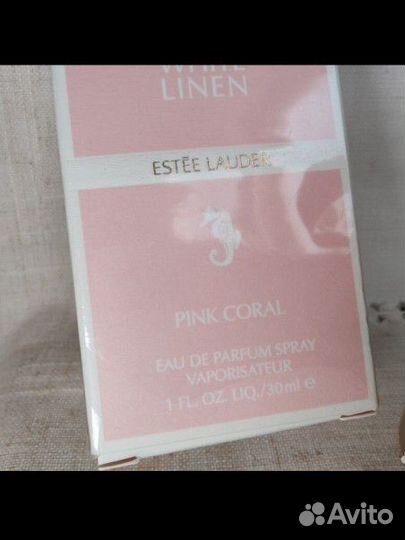 WHITE
LINEN
ESTĒE LAUDER
PINK CORAL
EAU DE PARFUM SPRAY
VAPORISATEUR
1 FL. OZ. LIQ./30ml ℮
Avito